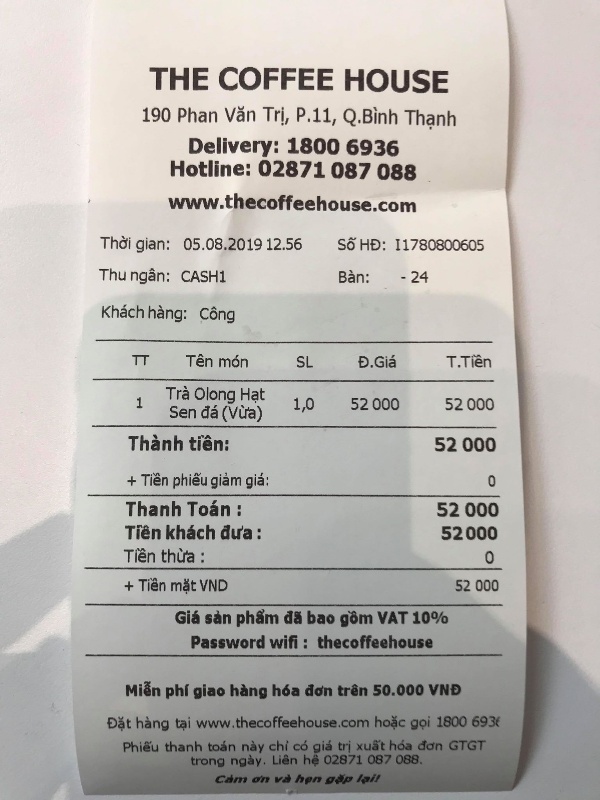 THE COFFEE HOUSE
190 Phan Văn Trị, P.11, Q.Bình Thạnh
Delivery: 1800 6936
Hotline: 02871 087 088
www.thecoffeehouse.com
Thời gian: 05.08.2019 12.56 Số HĐ: I1780800605
Thu ngân: CASH1 Bàn: - 24
Khách hàng: Công
TT Tên món SL Đ.Giá T.Tiền
1 Trà Olong Hạt 1,0 52 000 52 000
Sen đá (Vừa)
Thành tiền: 52 000
+ Tiền phiếu giảm giá: 0
Thanh Toán : 52 000
Tiền khách đưa : 52 000
Tiền thừa : 0
+ Tiền mặt VND 52 000
Giá sản phẩm đã bao gồm VAT 10%
Password wifi : thecoffeehouse
Miễn phí giao hàng hóa đơn trên 50.000 VNĐ
Đặt hàng tại www.thecoffeehouse.com hoặc gọi 1800 6936
Phiếu thanh toán này chỉ có giá trị xuất hóa đơn GTGT
trong ngày. Liên hệ 02871 087 088.
Cảm ơn và hẹn gặp lại!